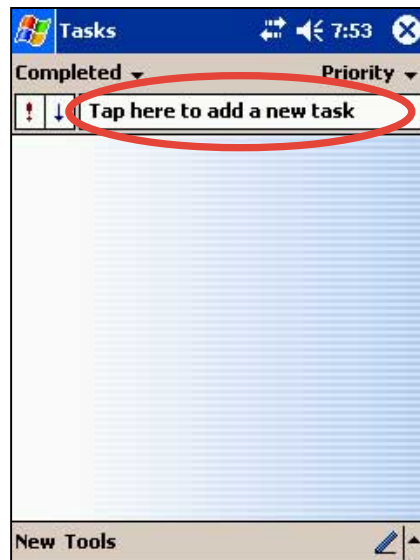 Tasks 7:53
Completed Priority
! ↓ Tap here to add a new task
New Tools